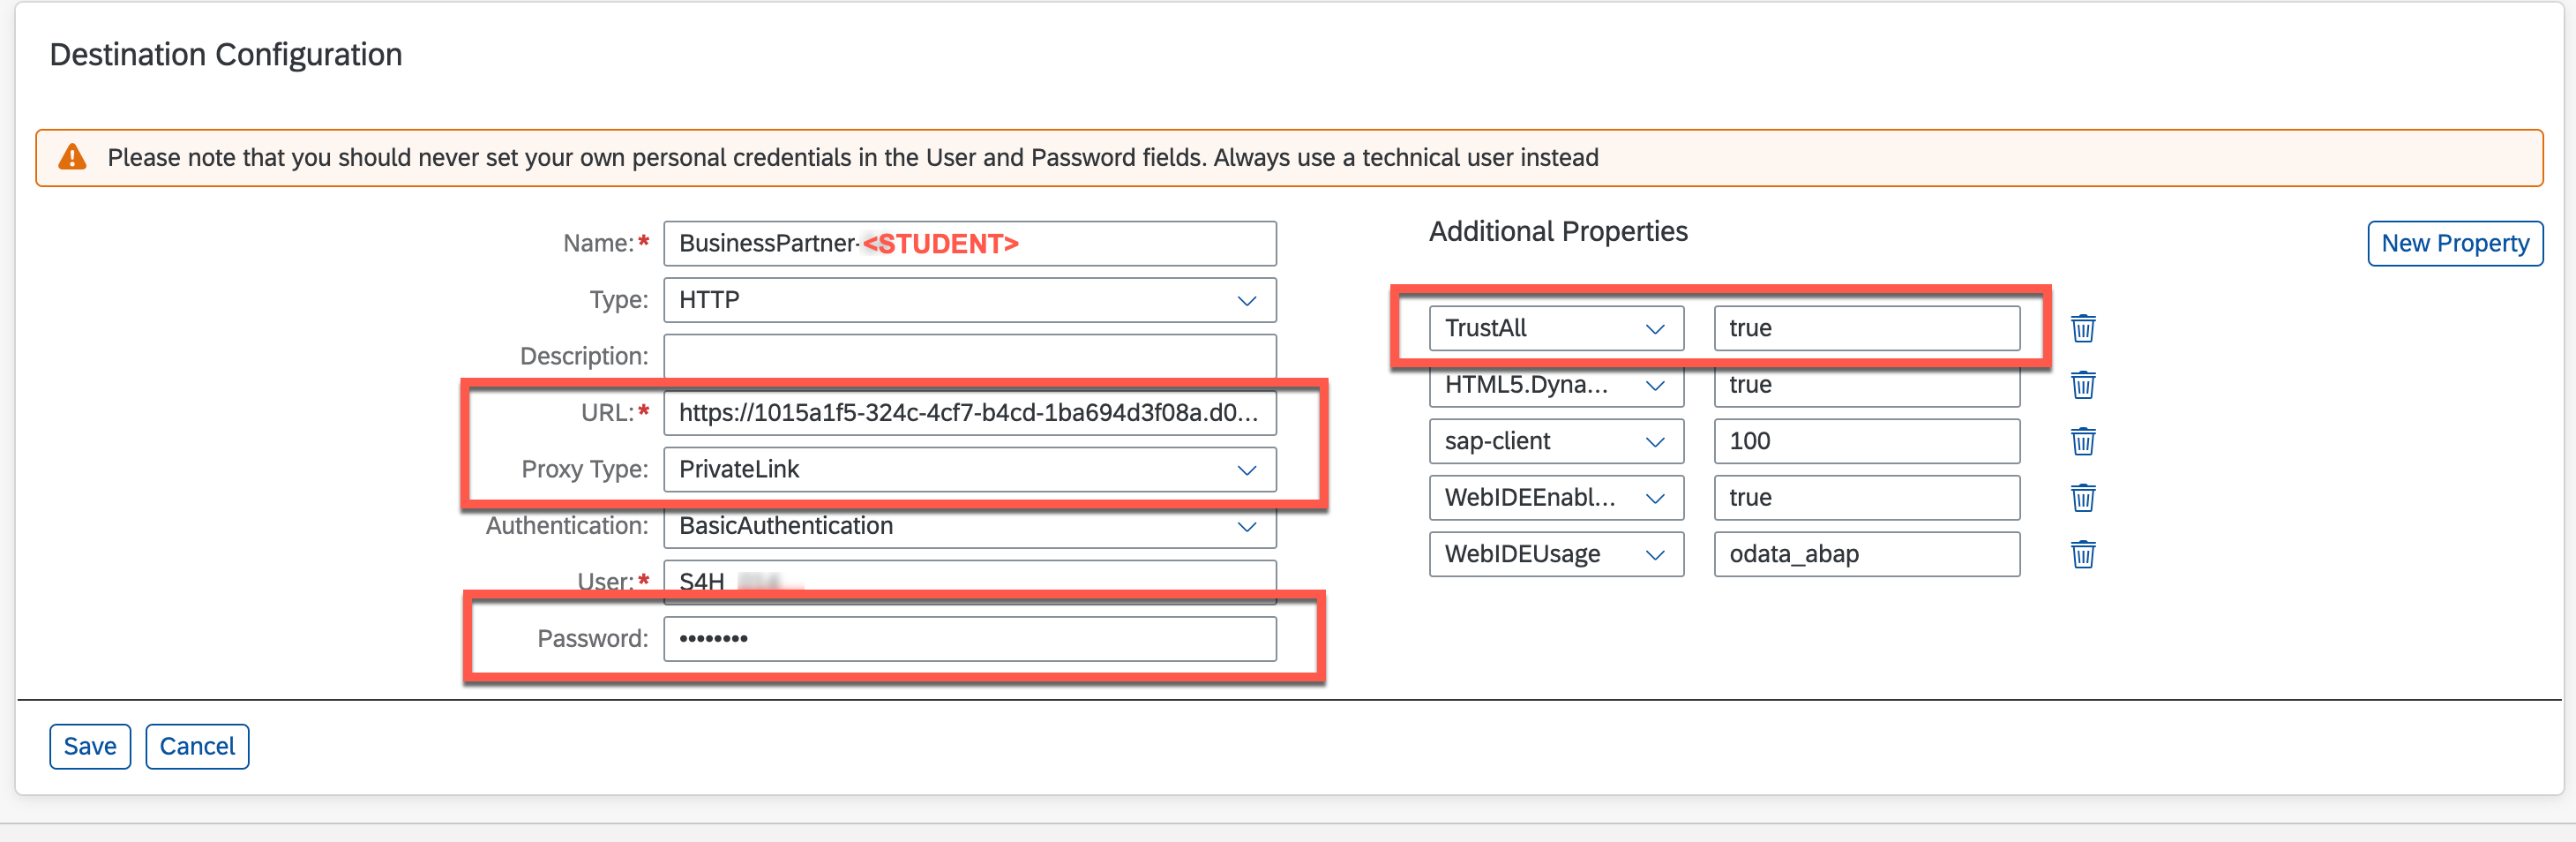 Destination Configuration
Please note that you should never set your own personal credentials in the User and Password fields. Always use a technical user instead
Name:* BusinessPartner-<STUDENT>
Type: HTTP
Description:
URL:* https://1015a1f5-324c-4cf7-b4cd-1ba694d3f08a.d0...
Proxy Type: PrivateLink
Authentication: BasicAuthentication
User:* S4H
Password: ••••••••
Additional Properties
New Property
TrustAll true
HTML5.Dyna... true
sap-client 100
WebIDEEnabl... true
WebIDEUsage odata_abap
Save Cancel